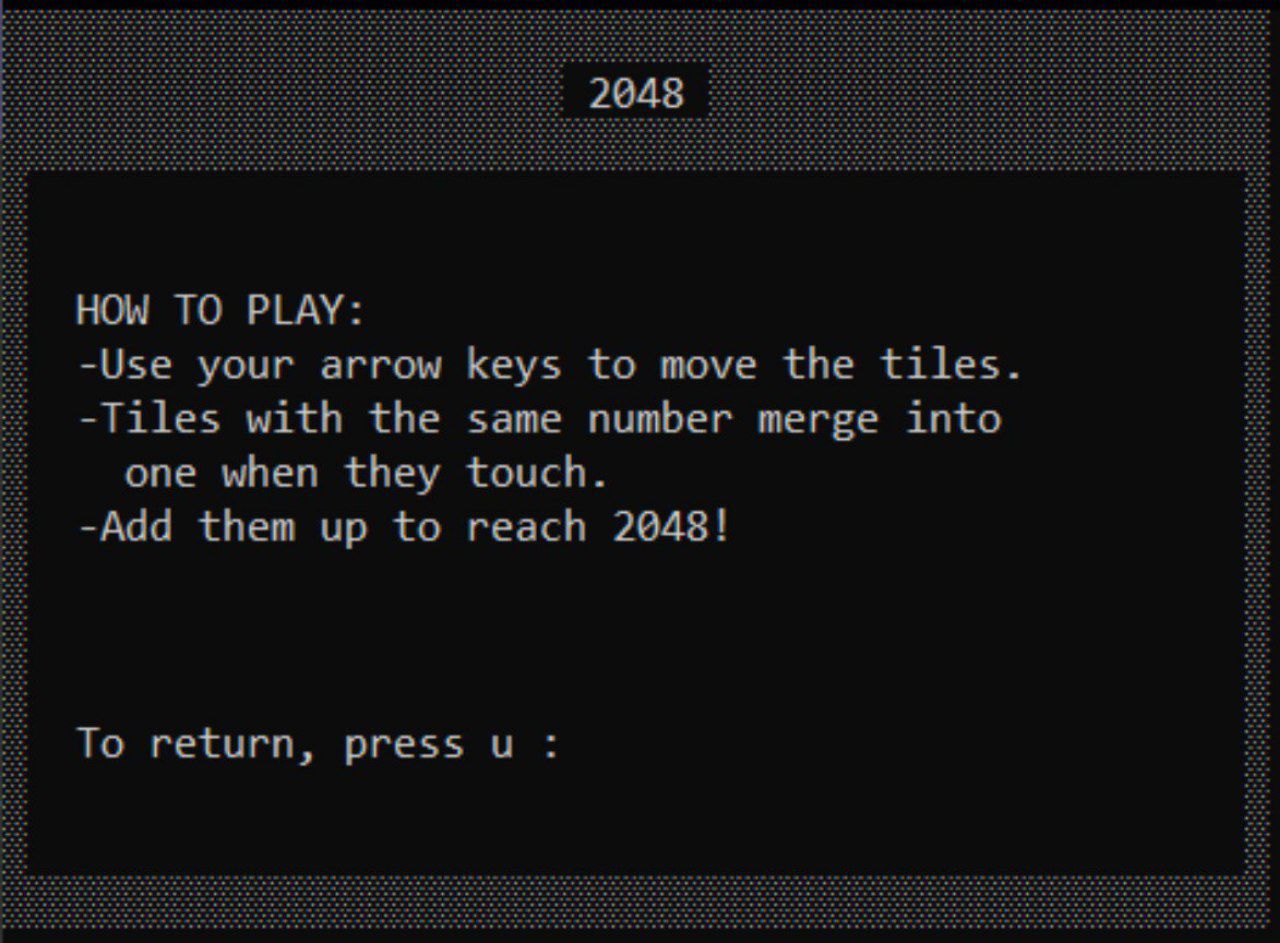 2048
HOW TO PLAY:
-Use your arrow keys to move the tiles.
-Tiles with the same number merge into
one when they touch.
-Add them up to reach 2048!
To return, press u :